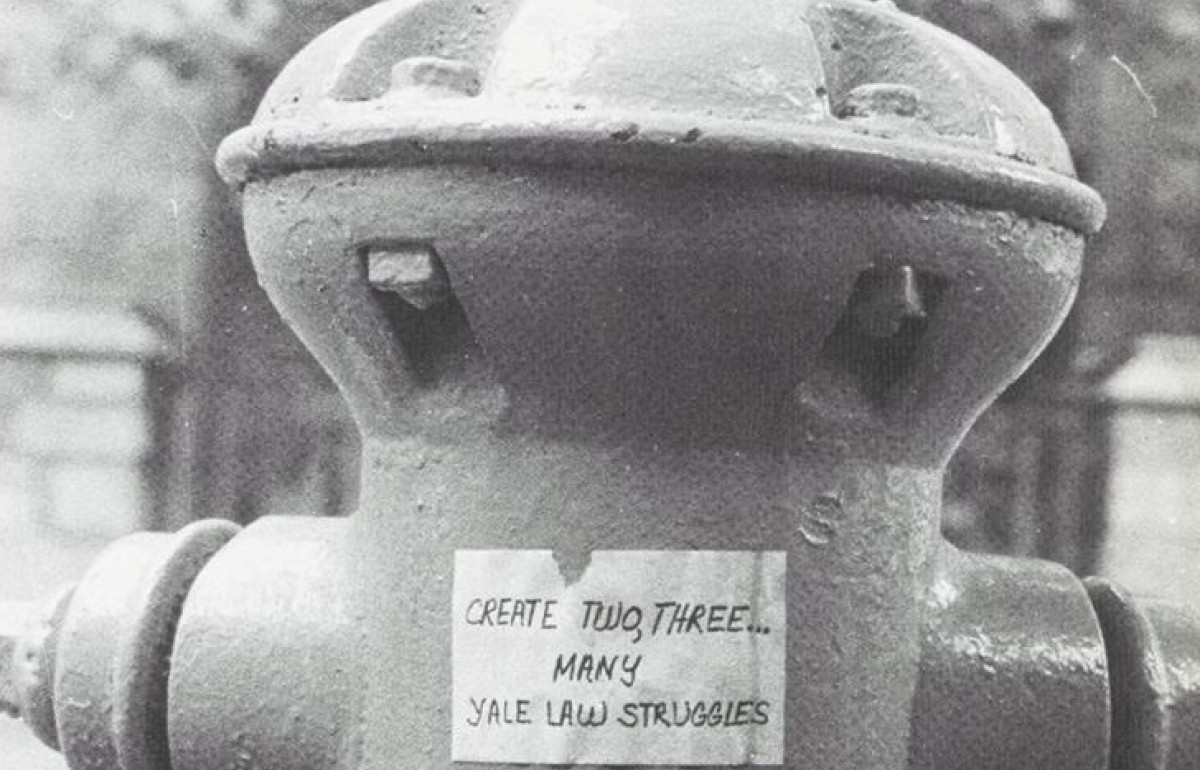 CREATE TWO, THREE...
MANY
YALE LAW STRUGGLES